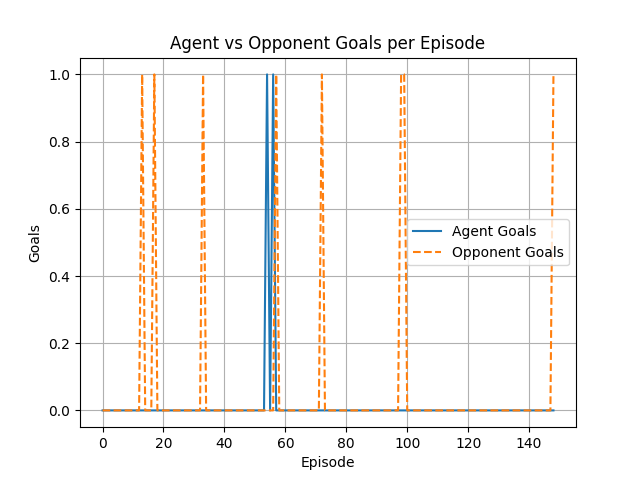 Agent vs Opponent Goals per Episode
1.0
0.8
0.6
0.4
0.2
0.0
Goals
Agent Goals
Opponent Goals
0 20 40 60 80 100 120 140
Episode